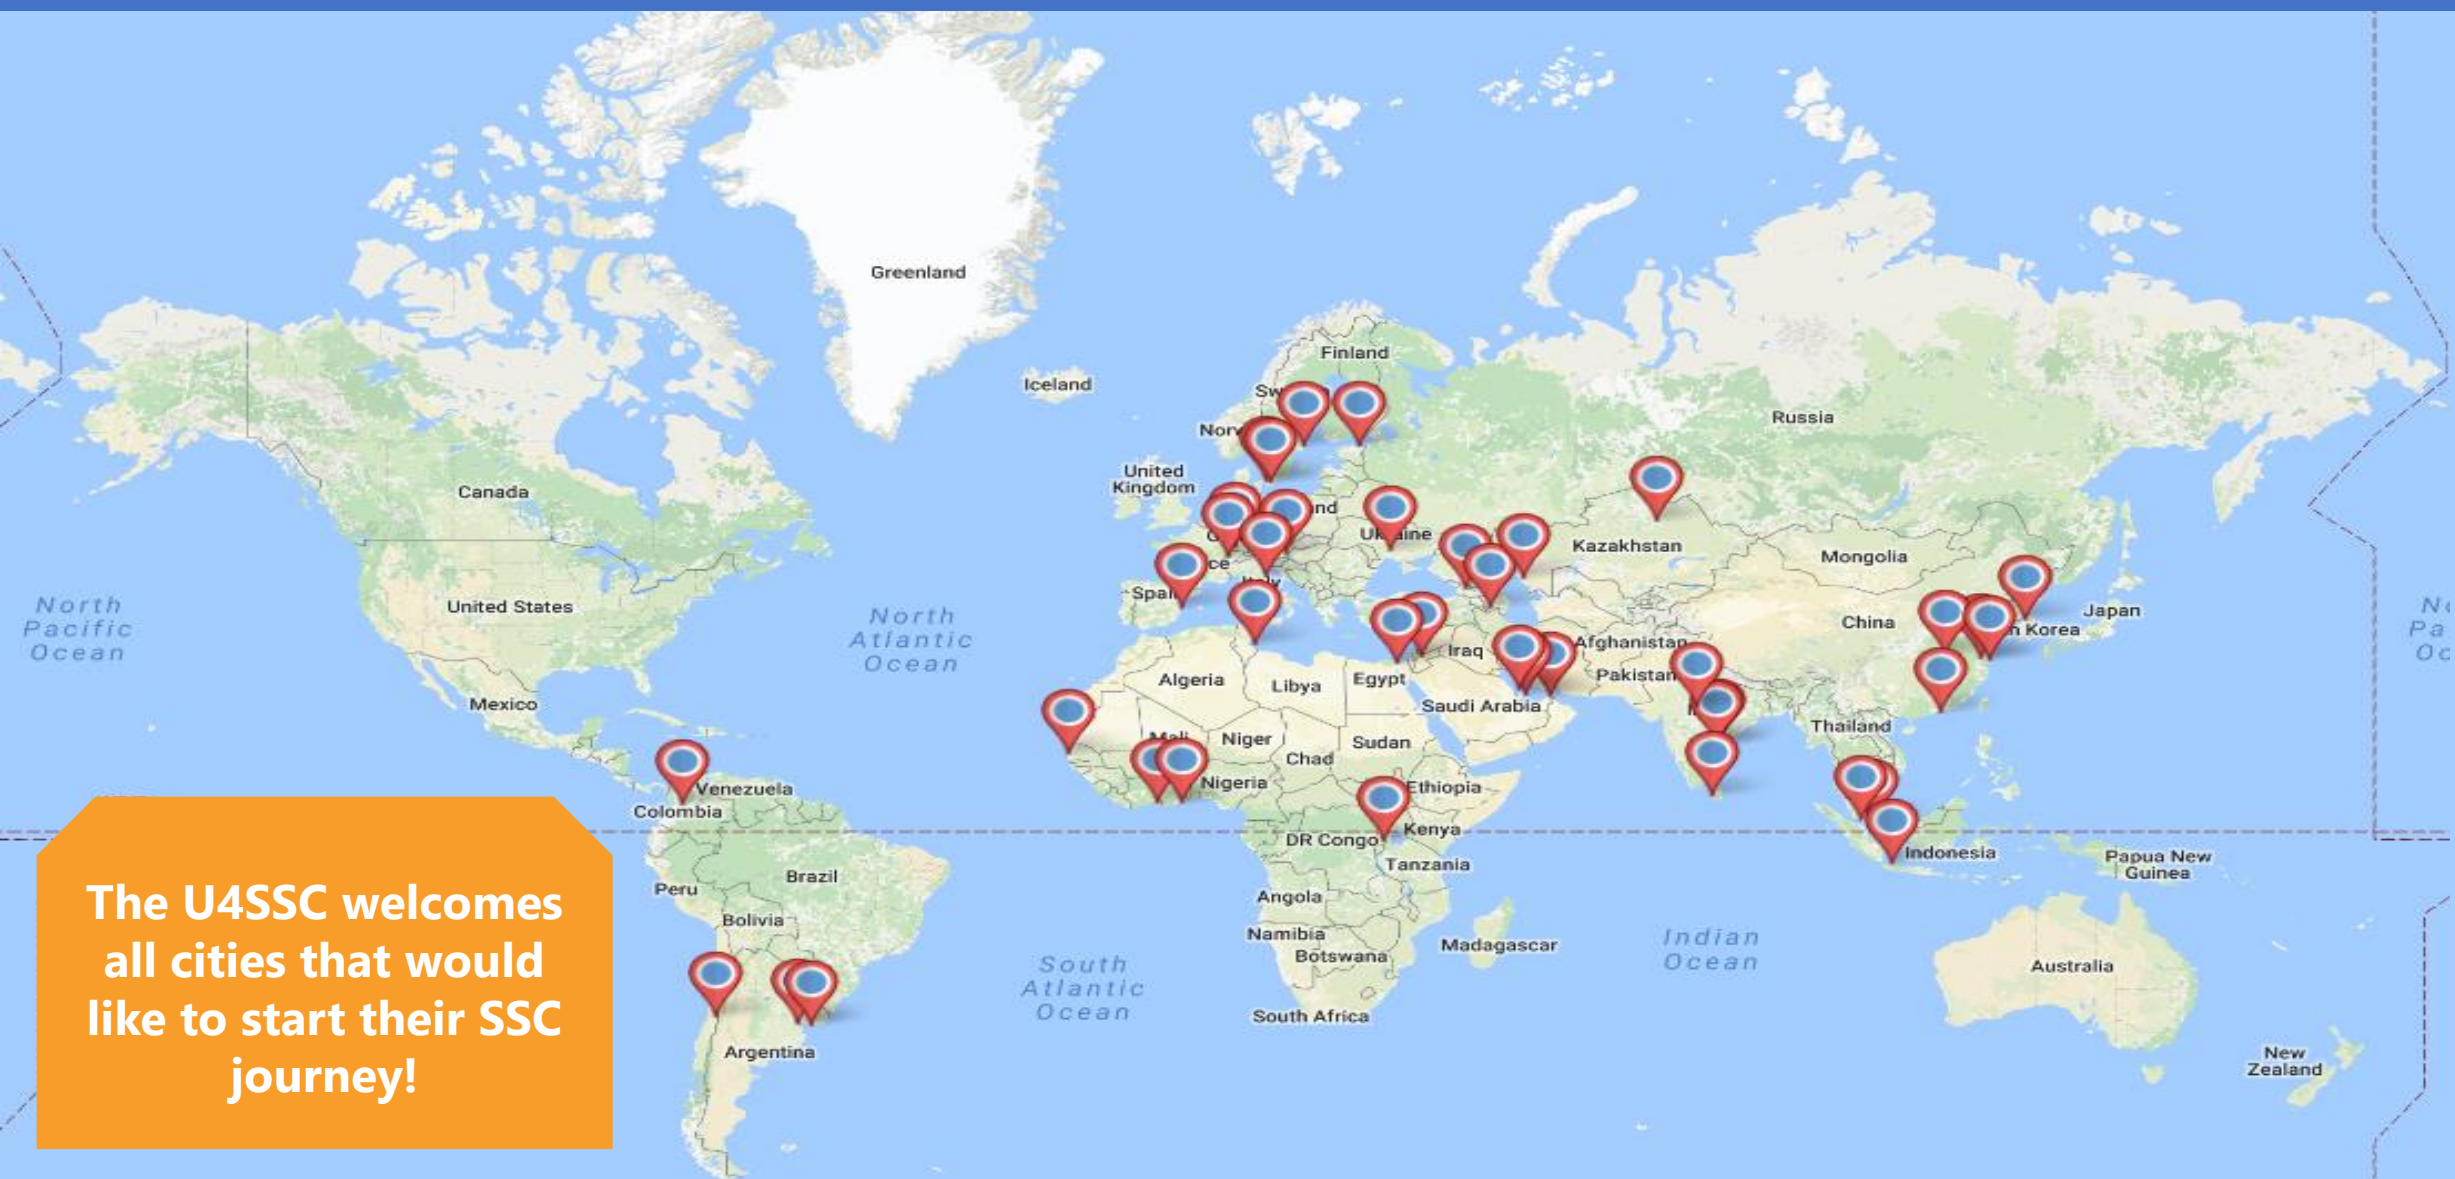 Greenland
Finland
Iceland
Russia
United
Kingdom
Canada
Kazakhstan
Mongolia
North
Pacific
Ocean
United States
North
Atlantic
Ocean
China
Japan
Korea
Afghanistan
Iraq
Pakistan
Algeria
Libya
Egypt
Saudi Arabia
Mexico
Niger
Sudan
Chad
Thailand
Nigeria
Ethiopia
Venezuela
Colombia
DR Congo
Kenya
Tanzania
Indonesia
Papua New
Guinea
Peru
Brazil
Bolivia
Angola
Namibia
Botswana
Madagascar
Indian
Ocean
South
Atlantic
Ocean
Australia
South Africa
Argentina
New
Zealand
The U4SSC welcomes
all cities that would
like to start their SSC
journey!